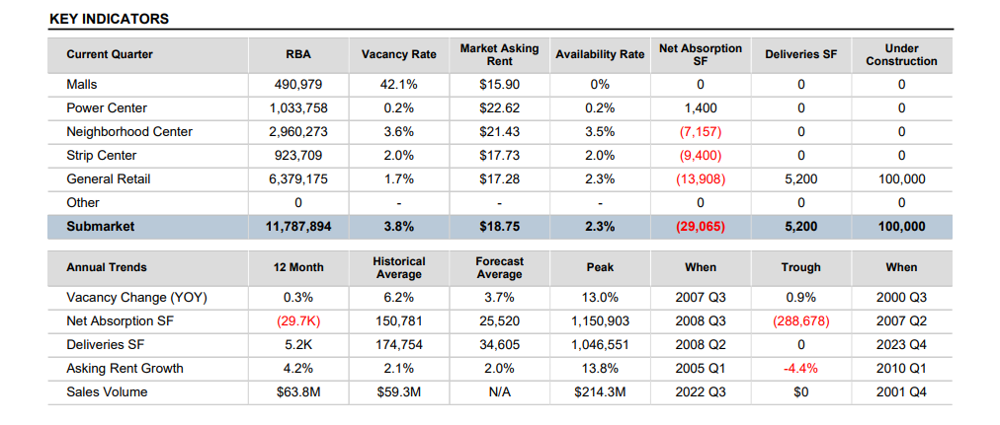 KEY INDICATORS
Current Quarter RBA Vacancy Rate Market Asking Rent Availability Rate Net Absorption SF Deliveries SF Under Construction
Malls 490,979 42.1% $15.90 0% 0 0 0
Power Center 1,033,758 0.2% $22.62 0.2% 1,400 0 0
Neighborhood Center 2,960,273 3.6% $21.43 3.5% (7,157) 0 0
Strip Center 923,709 2.0% $17.73 2.0% (9,400) 0 0
General Retail 6,379,175 1.7% $17.28 2.3% (13,908) 5,200 100,000
Other 0 - - - 0 0 0
Submarket 11,787,894 3.8% $18.75 2.3% (29,065) 5,200 100,000
Annual Trends 12 Month Historical Average Forecast Average Peak When Trough When
Vacancy Change (YOY) 0.3% 6.2% 3.7% 13.0% 2007 Q3 0.9% 2000 Q3
Net Absorption SF (29.7K) 150,781 25,520 1,150,903 2008 Q3 (288,678) 2007 Q2
Deliveries SF 5.2K 174,754 34,605 1,046,551 2008 Q2 0 2023 Q4
Asking Rent Growth 4.2% 2.1% 2.0% 13.8% 2005 Q1 -4.4% 2010 Q1
Sales Volume $63.8M $59.3M N/A $214.3M 2022 Q3 $0 2001 Q4